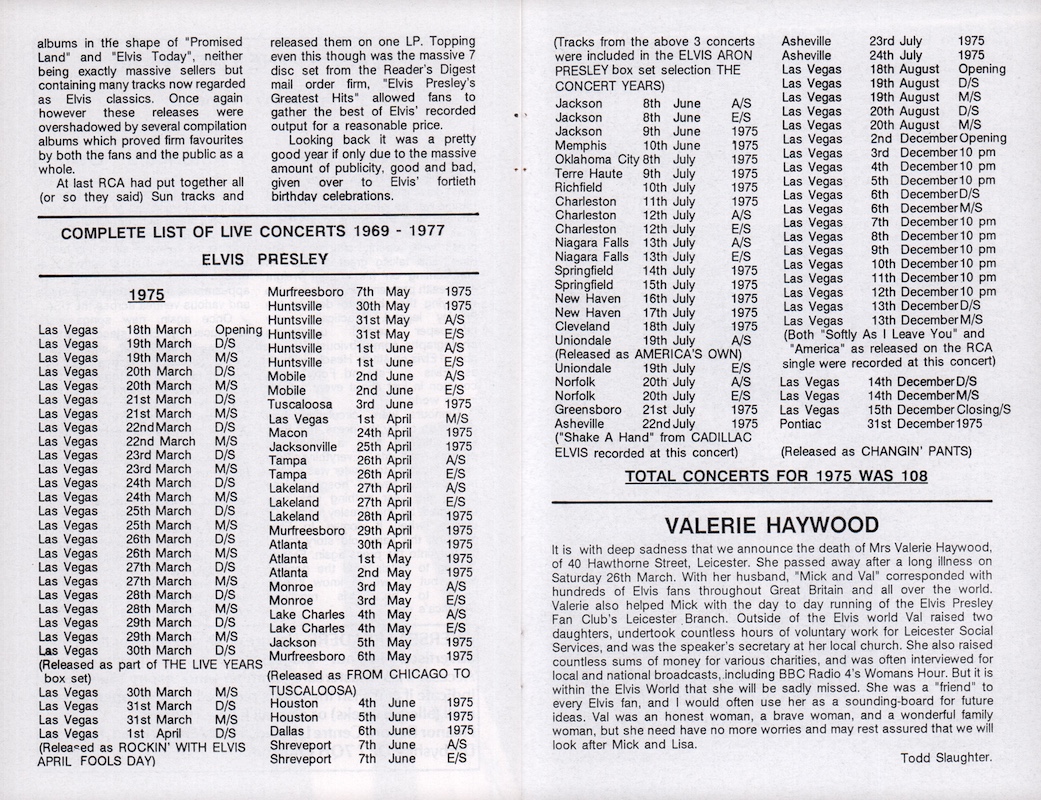 albums in the shape of "Promised
Land" and "Elvis Today", neither
being exactly massive sellers but
containing many tracks now regarded
as Elvis classics. Once again
however these releases were
overshadowed by several compilation
albums which proved firm favourites
by both the fans and the public as a
whole.
At last RCA had put together all
(or so they said) Sun tracks and
released them on one LP. Topping
even this though was the massive 7
disc set from the Reader's Digest
mail order firm, "Elvis Presley's
Greatest Hits" allowed fans to
gather the best of Elvis' recorded
output for a reasonable price.
Looking back it was a pretty
good year if only due to the massive
amount of publicity, good and bad,
given over to Elvis' fortieth
birthday celebrations.
COMPLETE LIST OF LIVE CONCERTS 1969 - 1977
ELVIS PRESLEY
1975
Las Vegas 18th March Opening
Las Vegas 19th March D/S
Las Vegas 19th March M/S
Las Vegas 20th March D/S
Las Vegas 20th March M/S
Las Vegas 21st March D/S
Las Vegas 21st March M/S
Las Vegas 22nd March D/S
Las Vegas 22nd March M/S
Las Vegas 23rd March D/S
Las Vegas 23rd March M/S
Las Vegas 24th March D/S
Las Vegas 24th March M/S
Las Vegas 25th March D/S
Las Vegas 25th March M/S
Las Vegas 26th March D/S
Las Vegas 26th March M/S
Las Vegas 27th March D/S
Las Vegas 27th March M/S
Las Vegas 28th March D/S
Las Vegas 28th March M/S
Las Vegas 29th March D/S
Las Vegas 29th March M/S
Las Vegas 30th March D/S
(Released as part of THE LIVE YEARS
box set)
Las Vegas 30th March M/S
Las Vegas 31st March D/S
Las Vegas 31st March M/S
Las Vegas 1st April D/S
(Released as ROCKIN' WITH ELVIS
APRIL FOOLS DAY)
Murfreesboro 7th May 1975
Huntsville 30th May 1975
Huntsville 31st May A/S
Huntsville 31st May E/S
Huntsville 1st June A/S
Huntsville 1st June E/S
Mobile 2nd June A/S
Mobile 2nd June E/S
Tuscaloosa 3rd June 1975
Las Vegas 1st April M/S
Macon 24th April 1975
Jacksonville 25th April 1975
Tampa 26th April A/S
Tampa 26th April E/S
Lakeland 27th April A/S
Lakeland 27th April E/S
Lakeland 28th April 1975
Murfreesboro 29th April 1975
Atlanta 30th April 1975
Atlanta 1st May 1975
Atlanta 2nd May 1975
Monroe 3rd May A/S
Monroe 3rd May E/S
Lake Charles 4th May A/S
Lake Charles 4th May E/S
Jackson 5th May 1975
Murfreesboro 6th May 1975
(Released as FROM CHICAGO TO
TUSCALOOSA)
Houston 4th June 1975
Houston 5th June 1975
Dallas 6th June 1975
Shreveport 7th June A/S
Shreveport 7th June E/S
(Tracks from the above 3 concerts
were included in the ELVIS ARON
PRESLEY box set selection THE
CONCERT YEARS)
Jackson 8th June A/S
Jackson 8th June E/S
Jackson 9th June 1975
Memphis 10th June 1975
Oklahoma City 8th July 1975
Terre Haute 9th July 1975
Richfield 10th July 1975
Charleston 11th July 1975
Charleston 12th July A/S
Charleston 12th July E/S
Niagara Falls 13th July A/S
Niagara Falls 13th July E/S
Springfield 14th July 1975
Springfield 15th July 1975
New Haven 16th July 1975
New Haven 17th July 1975
Cleveland 18th July 1975
Uniondale 19th July A/S
(Released as AMERICA'S OWN)
Uniondale 19th July E/S
Norfolk 20th July A/S
Norfolk 20th July E/S
Greensboro 21st July 1975
Asheville 22nd July 1975
("Shake A Hand" from CADILLAC
ELVIS recorded at this concert)
Asheville 23rd July 1975
Asheville 24th July 1975
Las Vegas 18th August Opening
Las Vegas 19th August D/S
Las Vegas 19th August M/S
Las Vegas 20th August D/S
Las Vegas 20th August M/S
Las Vegas 2nd December Opening
Las Vegas 3rd December 10 pm
Las Vegas 4th December 10 pm
Las Vegas 5th December 10 pm
Las Vegas 6th December D/S
Las Vegas 6th December M/S
Las Vegas 7th December 10 pm
Las Vegas 8th December 10 pm
Las Vegas 9th December 10 pm
Las Vegas 10th December 10 pm
Las Vegas 11th December 10 pm
Las Vegas 12th December 10 pm
Las Vegas 13th December D/S
Las Vegas 13th December M/S
(Both "Softly As I Leave You" and
"America" as released on the RCA
single were recorded at this concert)
Las Vegas 14th December D/S
Las Vegas 14th December M/S
Las Vegas 15th December Closing/S
Pontiac 31st December 1975
(Released as CHANGIN' PANTS)
TOTAL CONCERTS FOR 1975 WAS 108
VALERIE HAYWOOD
It is with deep sadness that we announce the death of Mrs Valerie Haywood,
of 40 Hawthorne Street, Leicester. She passed away after a long illness on
Saturday 26th March. With her husband, "Mick and Val" corresponded with
hundreds of Elvis fans throughout Great Britain and all over the world.
Valerie also helped Mick with the day to day running of the Elvis Presley
Fan Club's Leicester Branch. Outside of the Elvis world Val raised two
daughters, undertook countless hours of voluntary work for Leicester Social
Services, and was the speaker's secretary at her local church. She also raised
countless sums of money for various charities, and was often interviewed for
local and national broadcasts, including BBC Radio 4's Womans Hour. But it is
within the Elvis World that she will be sadly missed. She was a "friend" to
every Elvis fan, and I would often use her as a sounding-board for future
ideas. Val was an honest woman, a brave woman, and a wonderful family
woman, but she need have no more worries and may rest assured that we will
look after Mick and Lisa.
Todd Slaughter.